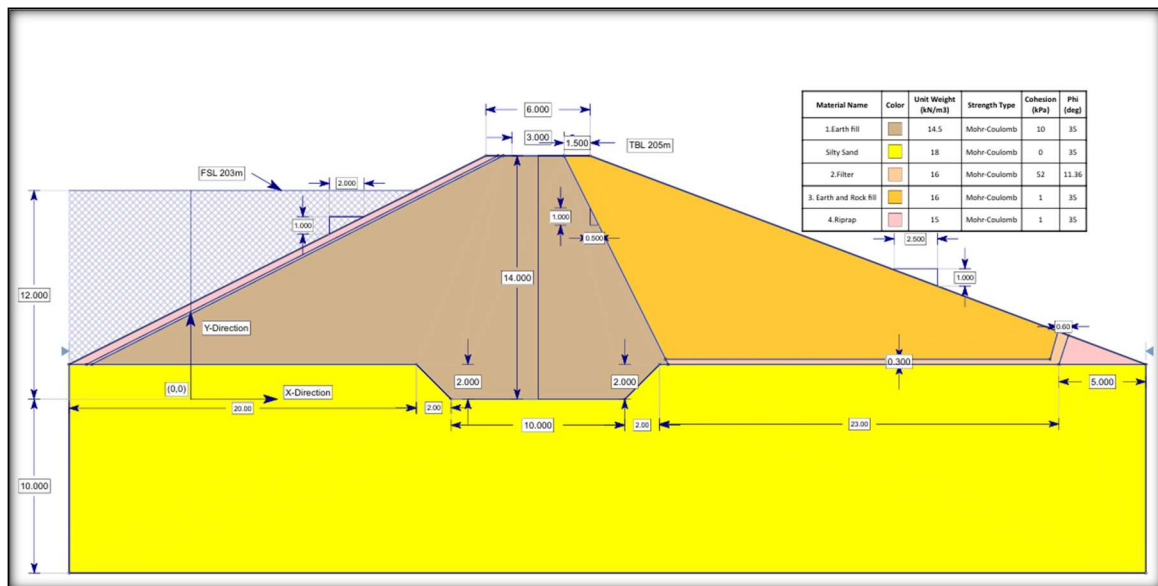 6.000
3.000
1.500
TBL 205m
FSL 203m
2.000
1.000
1.000
0.500
14.000
2.500
1.000
12.000
Y-Direction
0.60
0.300
2.000
2.000
(0,0)
X-Direction
5.000
20.00
2.00
10.000
2.00
23.00
10.000
Material Name Color Unit Weight (kN/m3) Strength Type Cohesion (kPa) Phi (deg)
1.Earth fill 14.5 Mohr-Coulomb 10 35
Silty Sand 18 Mohr-Coulomb 0 35
2.Filter 16 Mohr-Coulomb 52 11.36
3. Earth and Rock fill 16 Mohr-Coulomb 1 35
4.Riprap 15 Mohr-Coulomb 1 35